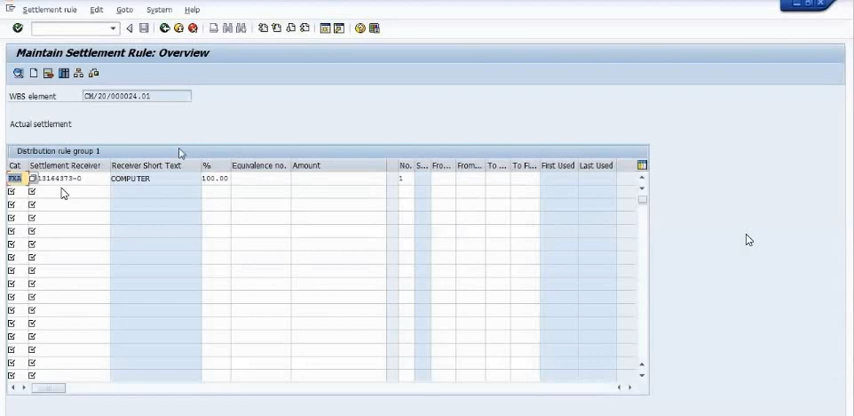 Settlement rule Edit Goto System
Maintain Settlement Rule: Overview
WBS element CM/20/000024.01
Actual settlement
Distribution rule group 1
Cat Settlement Receiver Receiver Short Text % Equivalence no. Amount No. S... Fro... From... To ... To Fi... First Used Last Used
FXA 13164373-0 COMPUTER 100.00 1